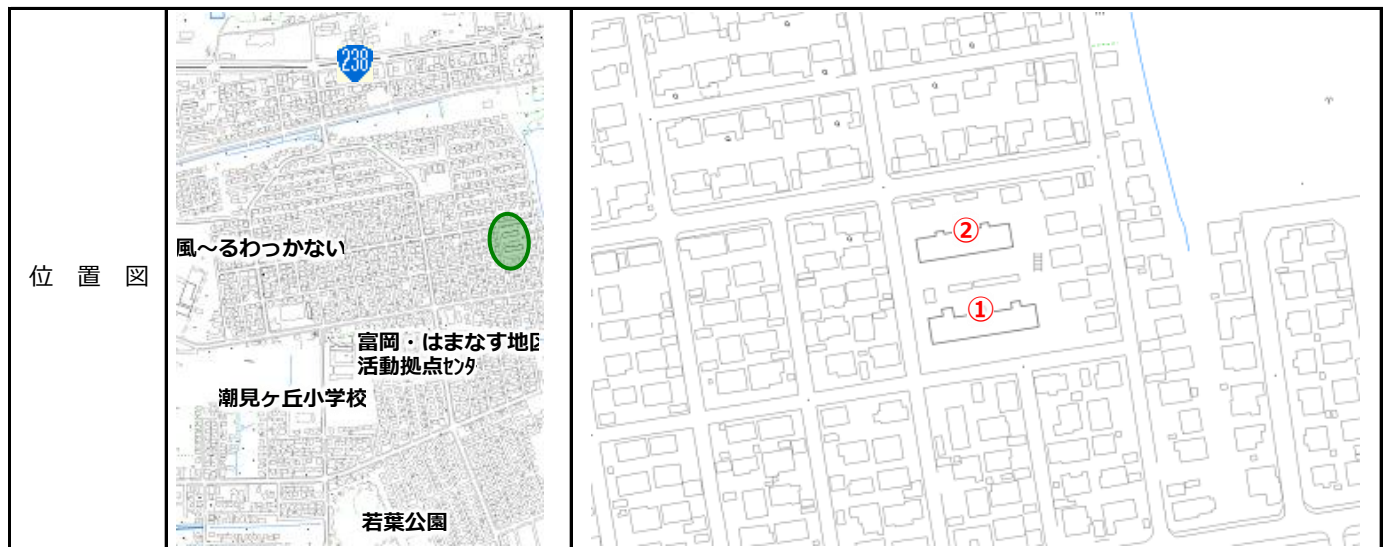 位 置 図
238
風～るわっかない
富岡・はまなす地区
活動拠点ｾﾝﾀ
潮見ヶ丘小学校
若葉公園
②
①